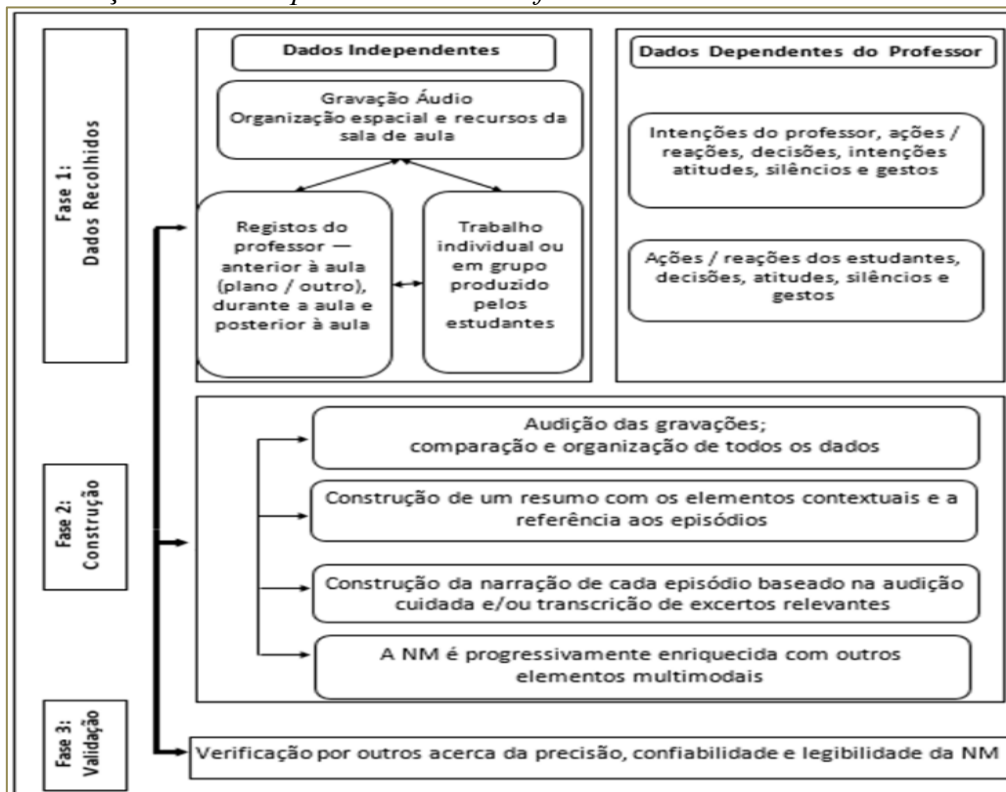 Fase 1:
Dados Recolhidos
Dados Independentes
Gravação Áudio
Organização espacial e recursos da
sala de aula
Registos do
professor —
anterior à aula
(plano / outro),
durante a aula e
posterior à aula
Trabalho
individual ou
em grupo
produzido
pelos
estudantes
Dados Dependentes do Professor
Intenções do professor, ações /
reações, decisões, intenções
atitudes, silêncios e gestos
Ações / reações dos estudantes,
decisões, atitudes, silêncios e
gestos
Fase 2:
Construção
Audição das gravações;
comparação e organização de todos os dados
Construção de um resumo com os elementos contextuais e a
referência aos episódios
Construção da narração de cada episódio baseado na audição
cuidada e/ou transcrição de excertos relevantes
A NM é progressivamente enriquecida com outros
elementos multimodais
Fase 3:
Validação
Verificação por outros acerca da precisão, confiabilidade e legibilidade da NM